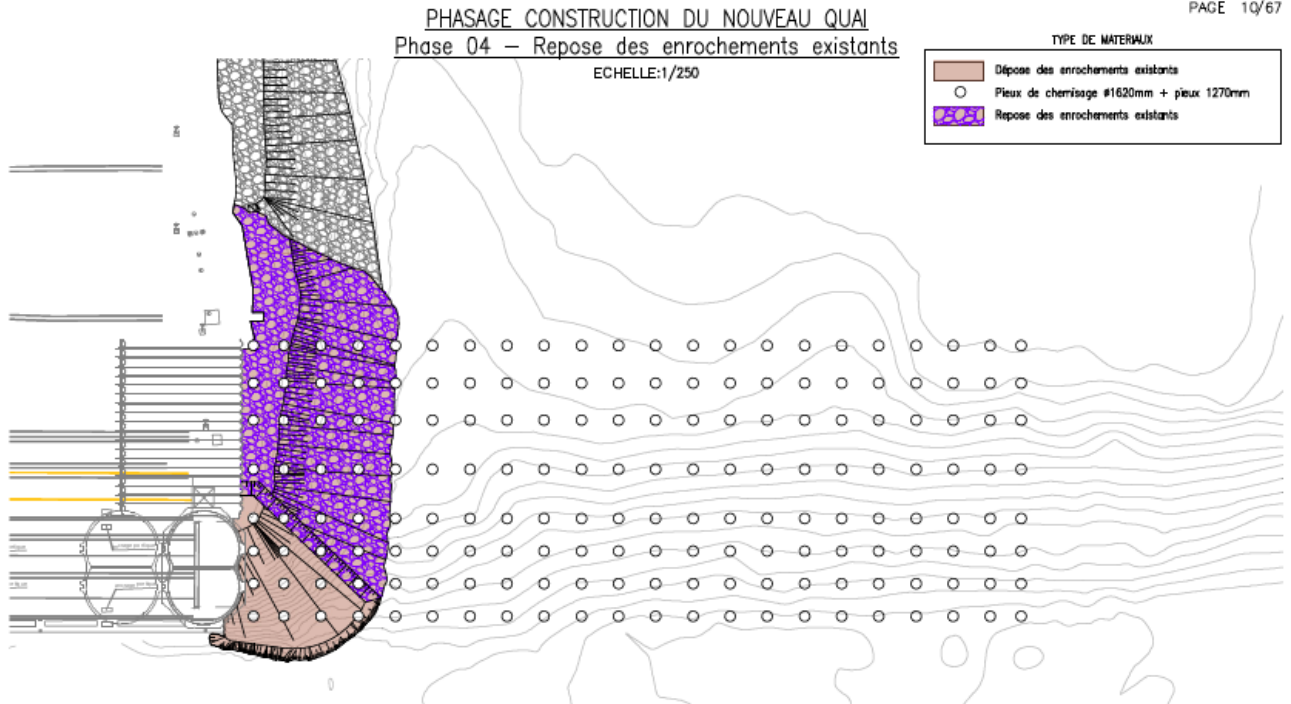 PAGE 10/67
PHASAGE CONSTRUCTION DU NOUVEAU QUAI
Phase 04 – Repose des enrochements existants
ECHELLE:1/250
TYPE DE MATERIAUX
Dépose des enrochements existants
Pieux de chemisage ø1620mm + pieux 1270mm
Repose des enrochements existants